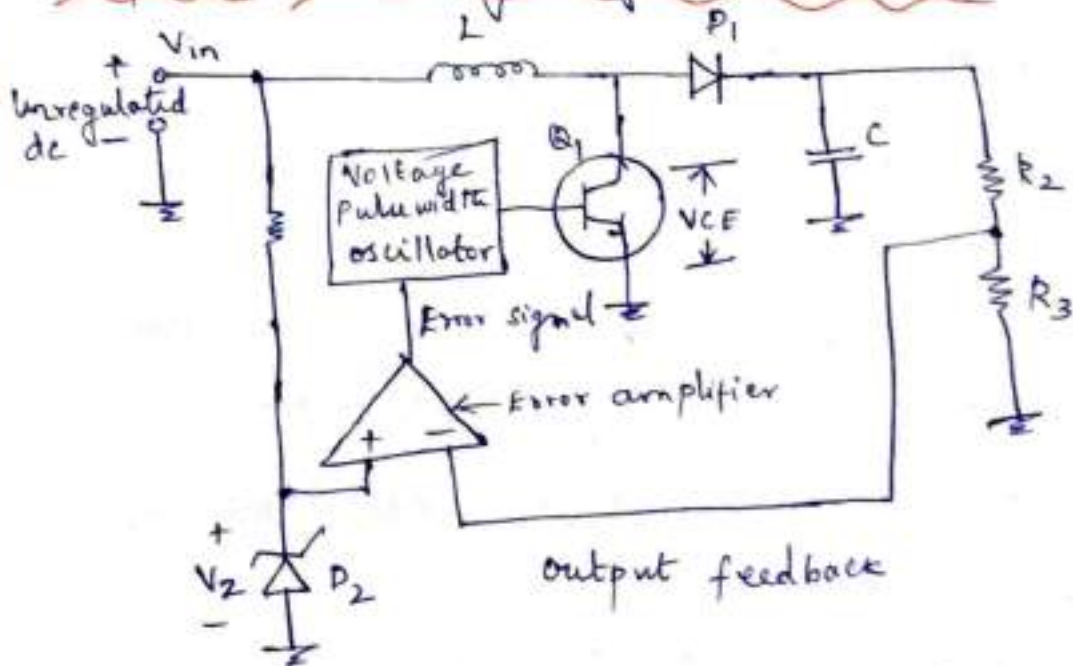 L
D1
Vin
+
Unregulated
dc -
Q1
Voltage
Pulse width
oscillator
VCE
C
R2
R3
Error signal
Error amplifier
+ -
+
VZ
-
D2
output feedback